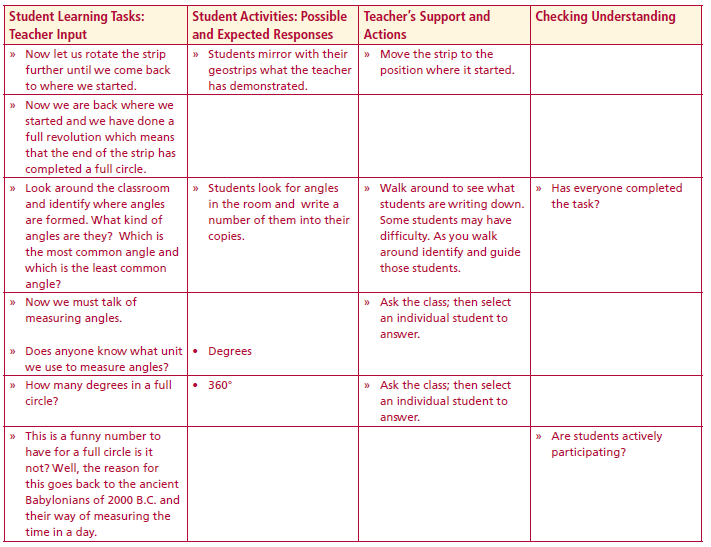 Student Learning Tasks:
Teacher Input
Student Activities: Possible
and Expected Responses
Teacher's Support and
Actions
Checking Understanding
» Now let us rotate the strip
further until we come back
to where we started.
» Students mirror with their
geostrips what the teacher
has demonstrated.
» Move the strip to the
position where it started.
» Now we are back where we
started and we have done a
full revolution which means
that the end of the strip has
completed a full circle.
» Look around the classroom
and identify where angles
are formed. What kind of
angles are they? Which is
the most common angle and
which is the least common
angle?
» Students look for angles
in the room and write a
number of them into their
copies.
» Walk around to see what
students are writing down.
Some students may have
difficulty. As you walk
around identify and guide
those students.
» Has everyone completed
the task?
» Now we must talk of
measuring angles.
» Does anyone know what unit
we use to measure angles?
• Degrees
» Ask the class; then select
an individual student to
answer.
» How many degrees in a full
circle?
• 360°
» Ask the class; then select
an individual student to
answer.
» This is a funny number to
have for a full circle is it
not? Well, the reason for
this goes back to the ancient
Babylonians of 2000 B.C. and
their way of measuring the
time in a day.
» Are students actively
participating?